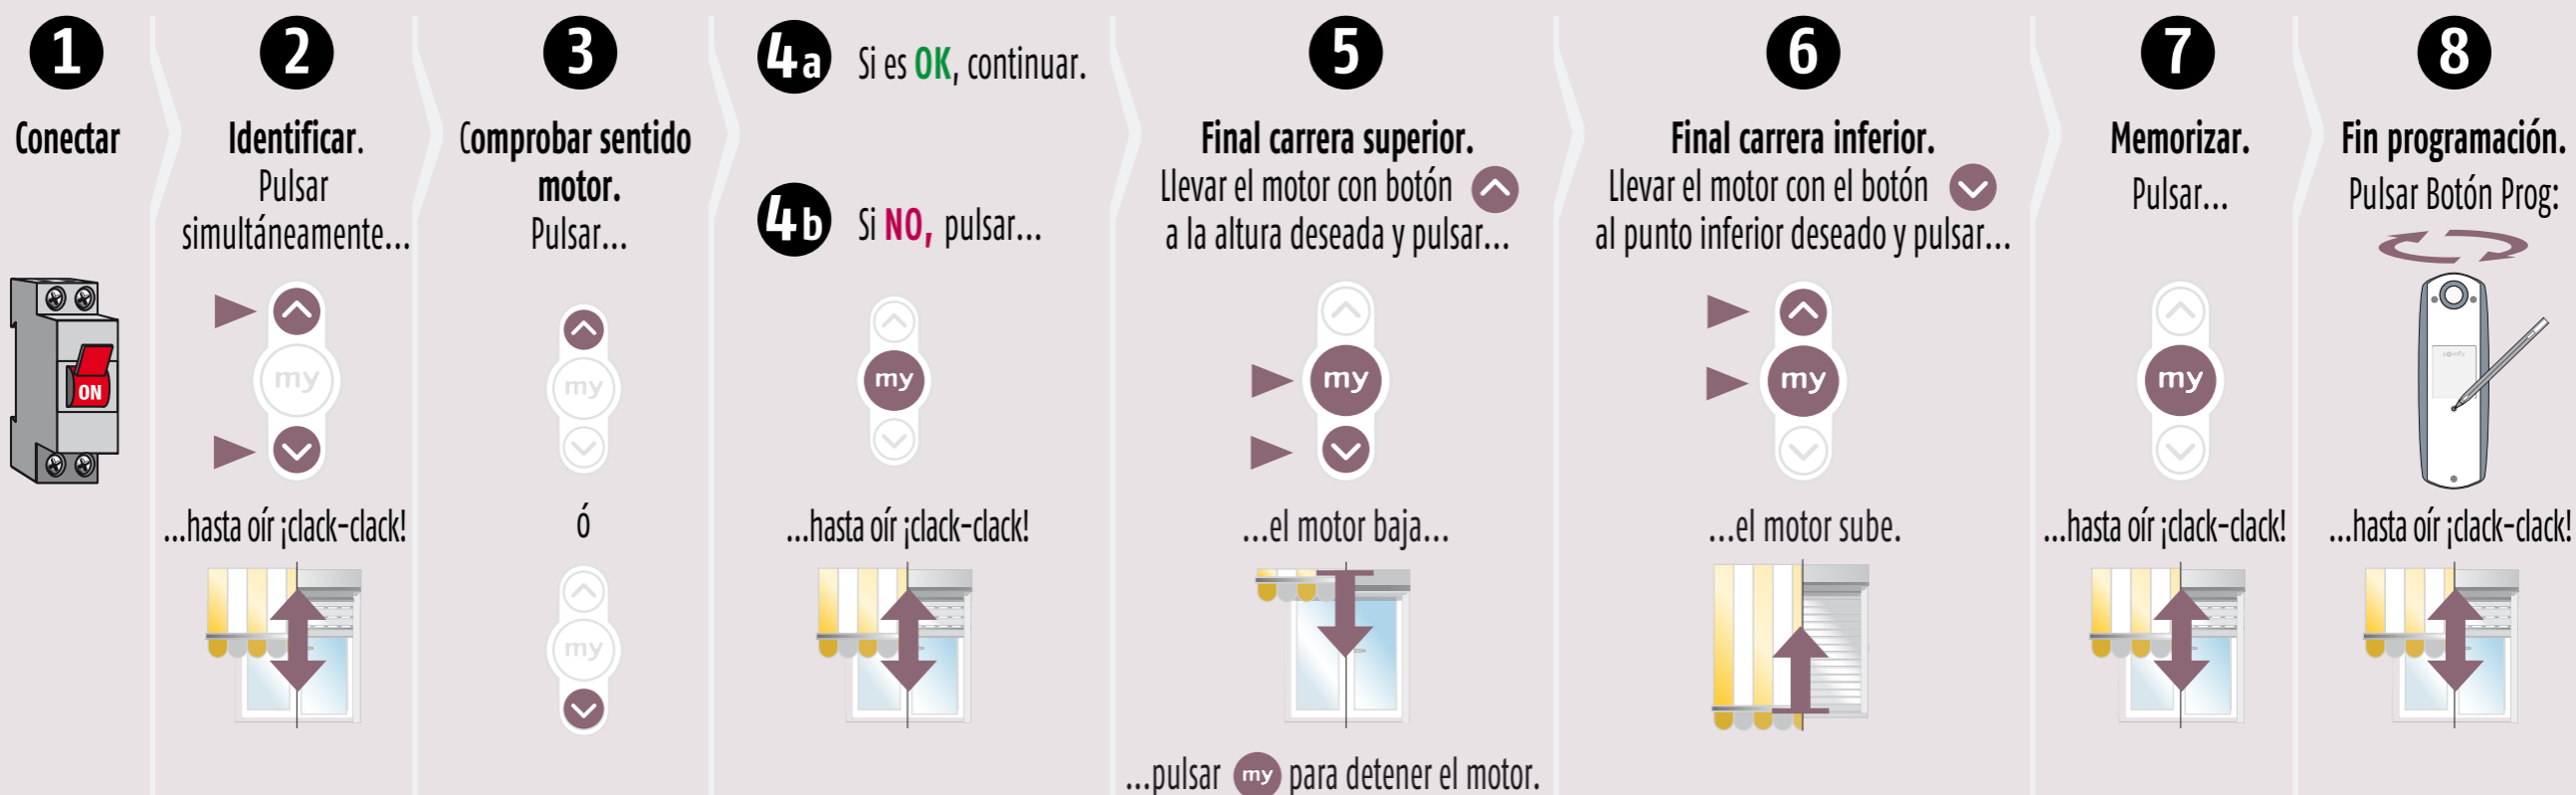 1
Conectar
ON
2
Identificar.
Pulsar
simultáneamente...
my
...hasta oír ¡clack-clack!
3
Comprobar sentido
motor.
Pulsar...
my
ó
my
4a Si es OK, continuar.
4b Si NO, pulsar...
my
...hasta oír ¡clack-clack!
5
Final carrera superior.
Llevar el motor con botón
a la altura deseada y pulsar...
my
...el motor baja...
...pulsar my para detener el motor.
6
Final carrera inferior.
Llevar el motor con el botón
al punto inferior deseado y pulsar...
my
...el motor sube.
7
Memorizar.
Pulsar...
my
...hasta oír ¡clack-clack!
8
Fin programación.
Pulsar Botón Prog:
somfy
...hasta oír ¡clack-clack!